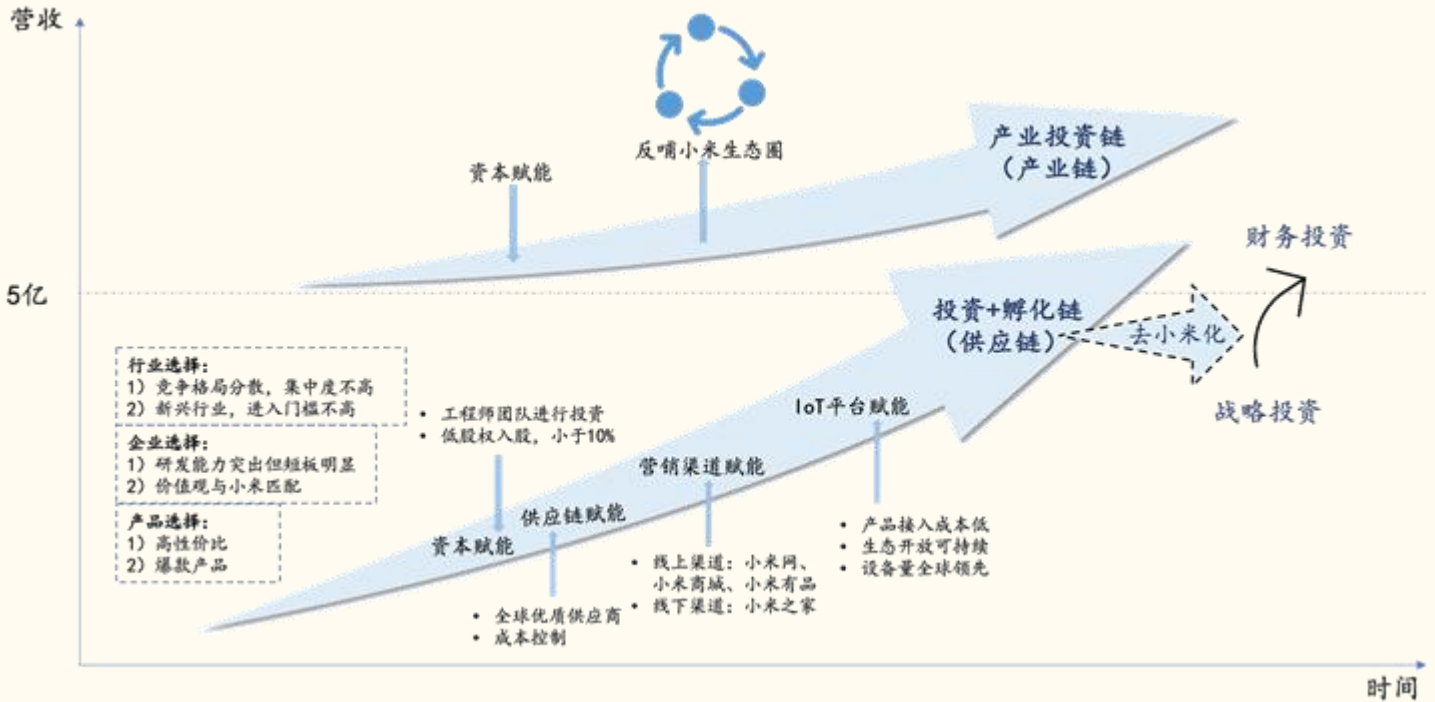 营收
反哺小米生态圈
资本赋能
产业投资链
（产业链）
财务投资
5亿
投资+孵化链
（供应链）
去小米化
战略投资
行业选择：
1）竞争格局分散，集中度不高
2）新兴行业，进入门槛不高
企业选择：
1）研发能力突出但短板明显
2）价值观与小米匹配
产品选择：
1）高性价比
2）爆款产品
• 工程师团队进行投资
• 低股权入股，小于10%
IoT平台赋能
营销渠道赋能
供应链赋能
资本赋能
• 产品接入成本低
• 生态开放可持续
• 设备量全球领先
• 线上渠道：小米网、
小米商城、小米有品
• 线下渠道：小米之家
• 全球优质供应商
• 成本控制
时间